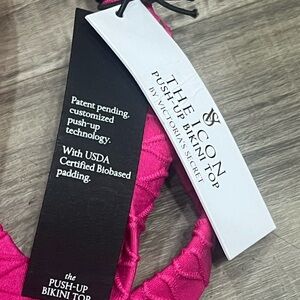 Patent pending,
customized
push-up
technology.
With USDA
Certified Biobased
padding.
the
PUSH-UP
BIKINI TOP
VS
THE ICON
PUSH-UP BIKINI TOP
BY VICTORIA'S SECRET